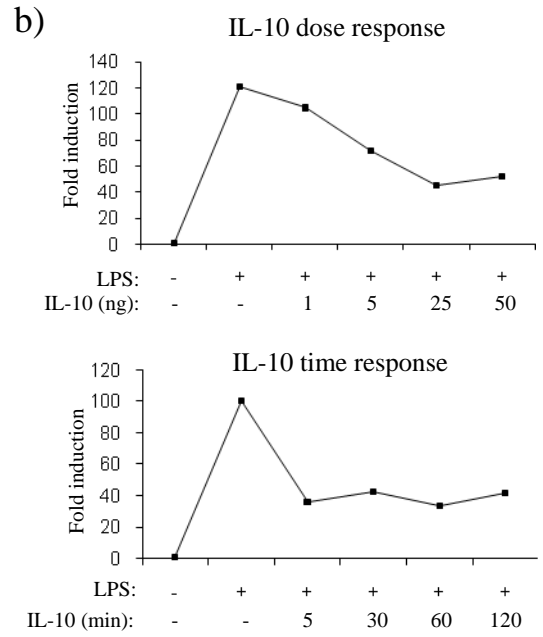 b)
IL-10 dose response
Fold induction
140
120
100
80
60
40
20
0
LPS: - + + + + +
IL-10 (ng): - - 1 5 25 50
IL-10 time response
Fold induction
120
100
80
60
40
20
0
LPS: - + + + + +
IL-10 (min): - - 5 30 60 120